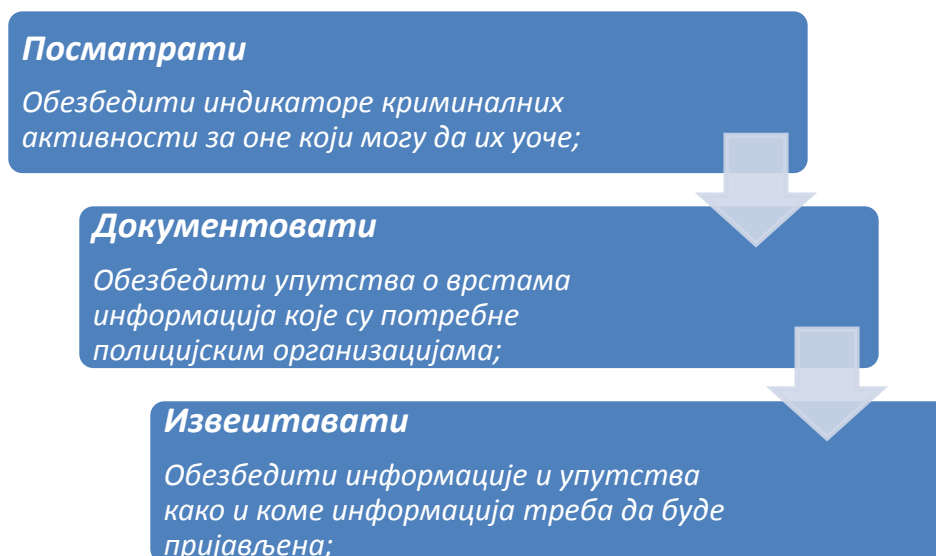 Посматрати
Обезбедити индикаторе криминалних
активности за оне који могу да их уоче;
Документовати
Обезбедити упутства о врстама
информација које су потребне
полицијским организацијама;
Извештавати
Обезбедити информације и упутства
како и коме информација треба да буде
пријављена;